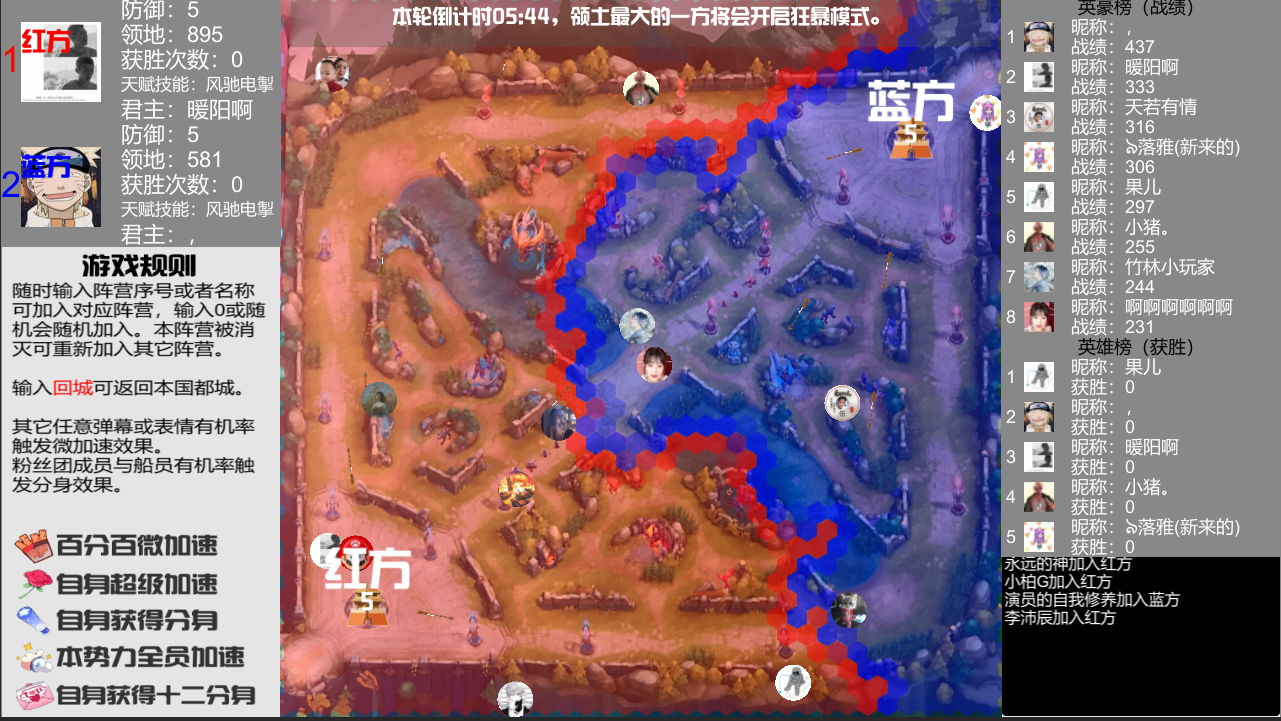 防御：5
1
红方
领地：895
获胜次数：0
天赋技能：风驰电掣
君主：暖阳啊
防御：5
2
蓝方
领地：581
获胜次数：0
天赋技能：风驰电掣
君主：,
游戏规则
随时输入阵营序号或者名称
可加入对应阵营，输入0或随
机会随机加入。本阵营被消
灭可重新加入其它阵营。
输入回城可返回本国都城。
其它任意弹幕或表情有机率
触发微加速效果。
粉丝团成员与船员有机率触
发分身效果。
百分百微加速
自身超级加速
自身获得分身
本势力全员加速
自身获得十二分身
本轮倒计时05:44，领土最大的一方将会开启狂暴模式。
蓝方
5
红方
5
英豪榜（战绩）
1
昵称：,
战绩：437
2
昵称：暖阳啊
战绩：333
3
昵称：天若有情
战绩：316
4
昵称：ঌ落雅(新来的)
战绩：306
5
昵称：果儿
战绩：297
6
昵称：小猪。
战绩：255
7
昵称：竹林小玩家
战绩：244
8
昵称：啊啊啊啊啊啊
战绩：231
英雄榜（获胜）
1
昵称：果儿
获胜：0
2
昵称：,
获胜：0
3
昵称：暖阳啊
获胜：0
4
昵称：小猪。
获胜：0
5
昵称：ঌ落雅(新来的)
获胜：0
永远的神加入红方
小柏G加入红方
演员的自我修养加入蓝方
李沛辰加入红方